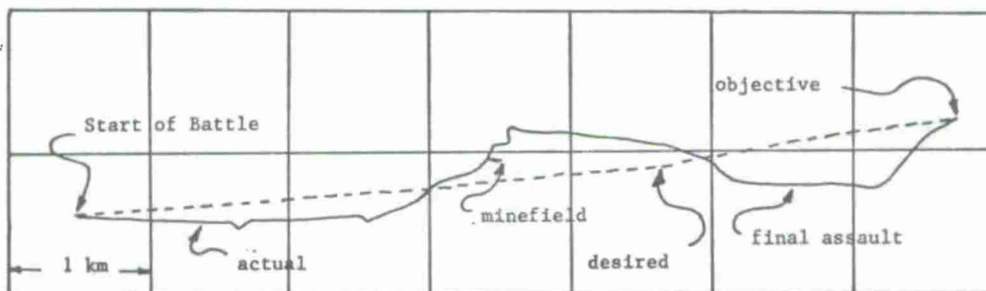 objective
Start of Battle
minefield
final assault
1 km
actual
desired